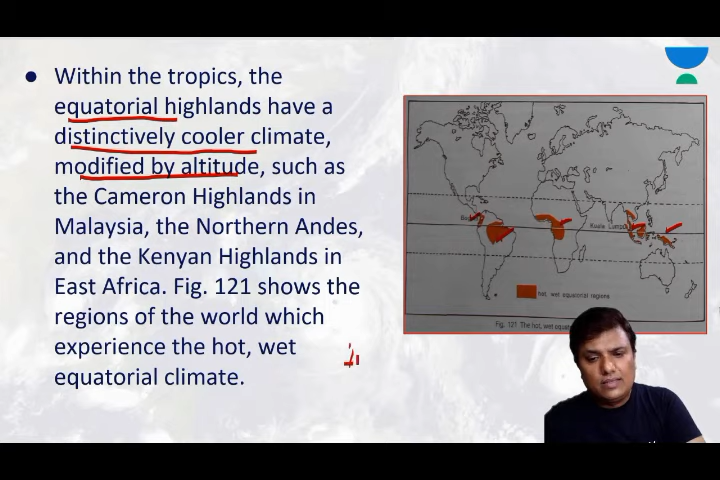 Within the tropics, the
equatorial highlands have a
distinctively cooler climate,
modified by altitude, such as
the Cameron Highlands in
Malaysia, the Northern Andes,
and the Kenyan Highlands in
East Africa. Fig. 121 shows the
regions of the world which
experience the hot, wet
equatorial climate.
Kuala Lumpur
hot, wet equatorial regions
Fig. 121 The hot, wet